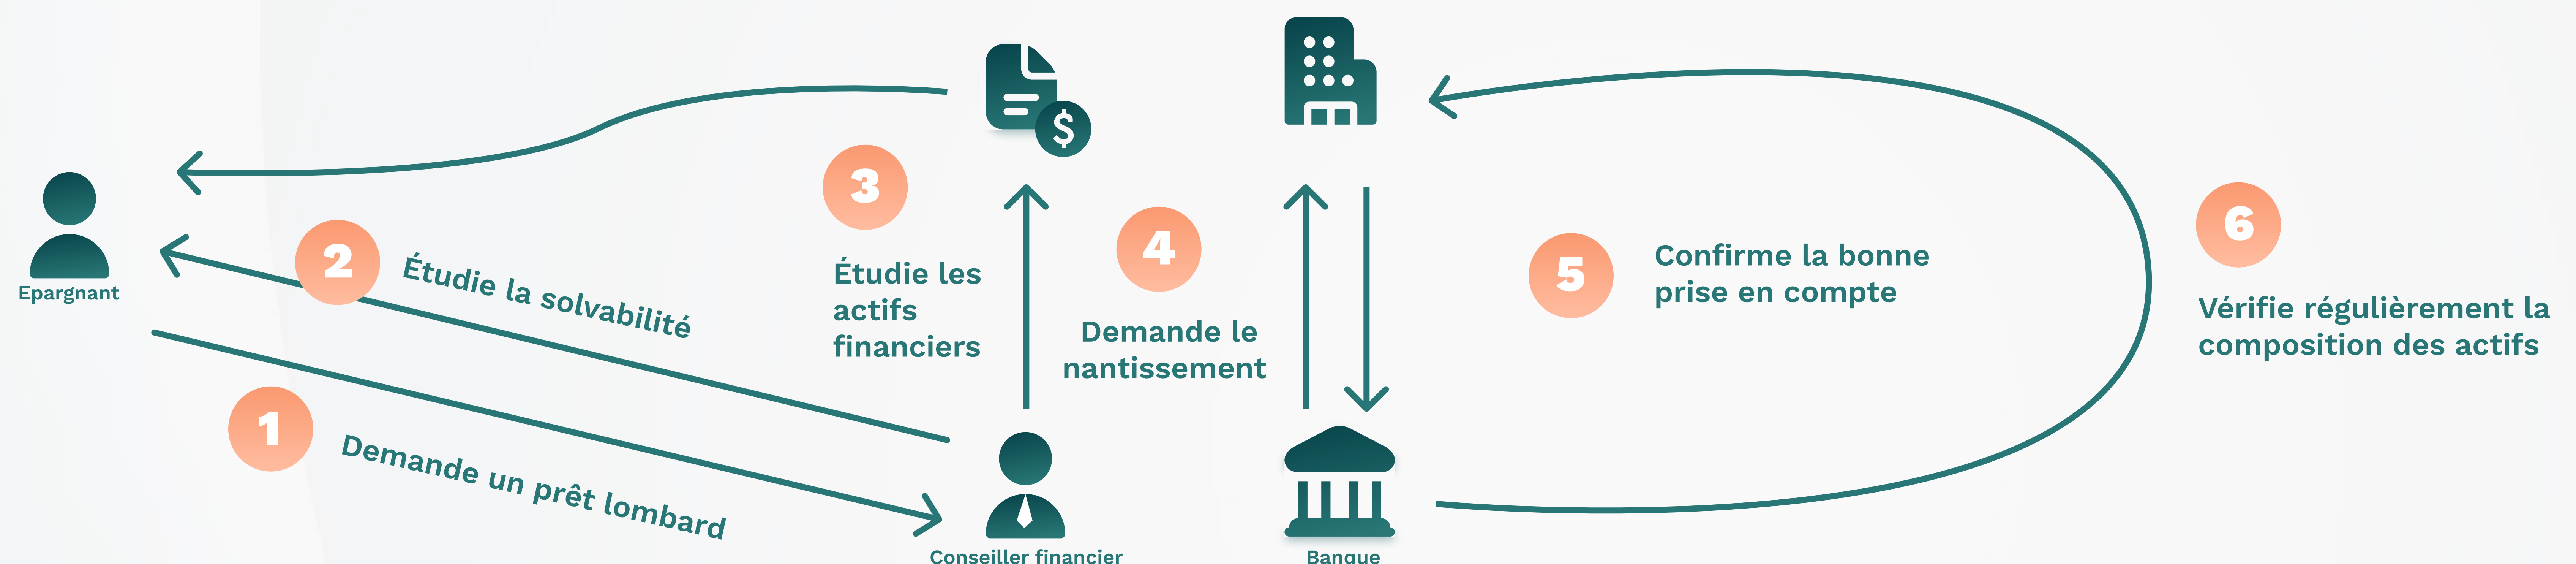 $
3
Étudie les
actifs
financiers
4
Demande le
nantissement
5
Confirme la bonne
prise en compte
6
Vérifie régulièrement la
composition des actifs
2
Étudie la solvabilité
Epargnant
1
Demande un prêt lombard
Conseiller financier
Banque